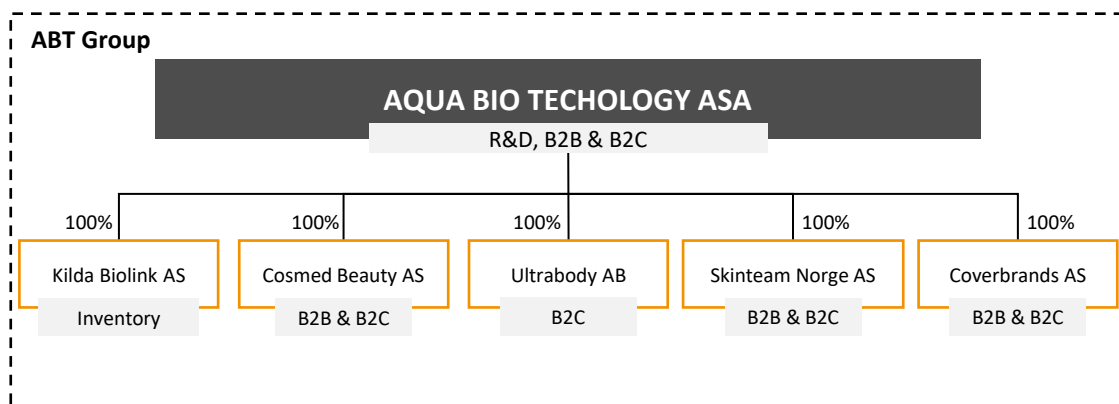 ABT Group
AQUA BIO TECHOLOGY ASA
R&D, B2B & B2C
100% 100% 100% 100% 100%
Kilda Biolink AS Cosmed Beauty AS Ultrabody AB Skinteam Norge AS Coverbrands AS
Inventory B2B & B2C B2C B2B & B2C B2B & B2C